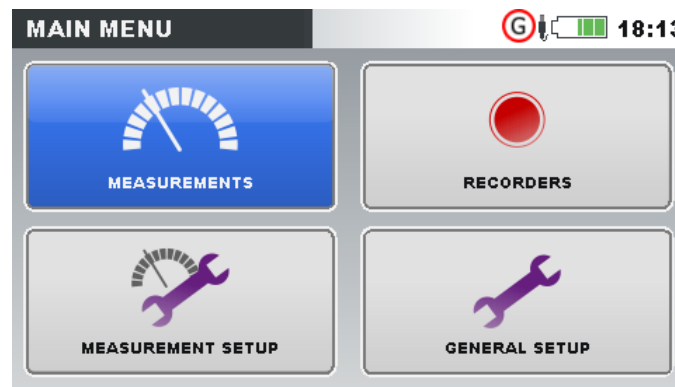 MAIN MENU
G 18:13
MEASUREMENTS
RECORDERS
MEASUREMENT SETUP
GENERAL SETUP